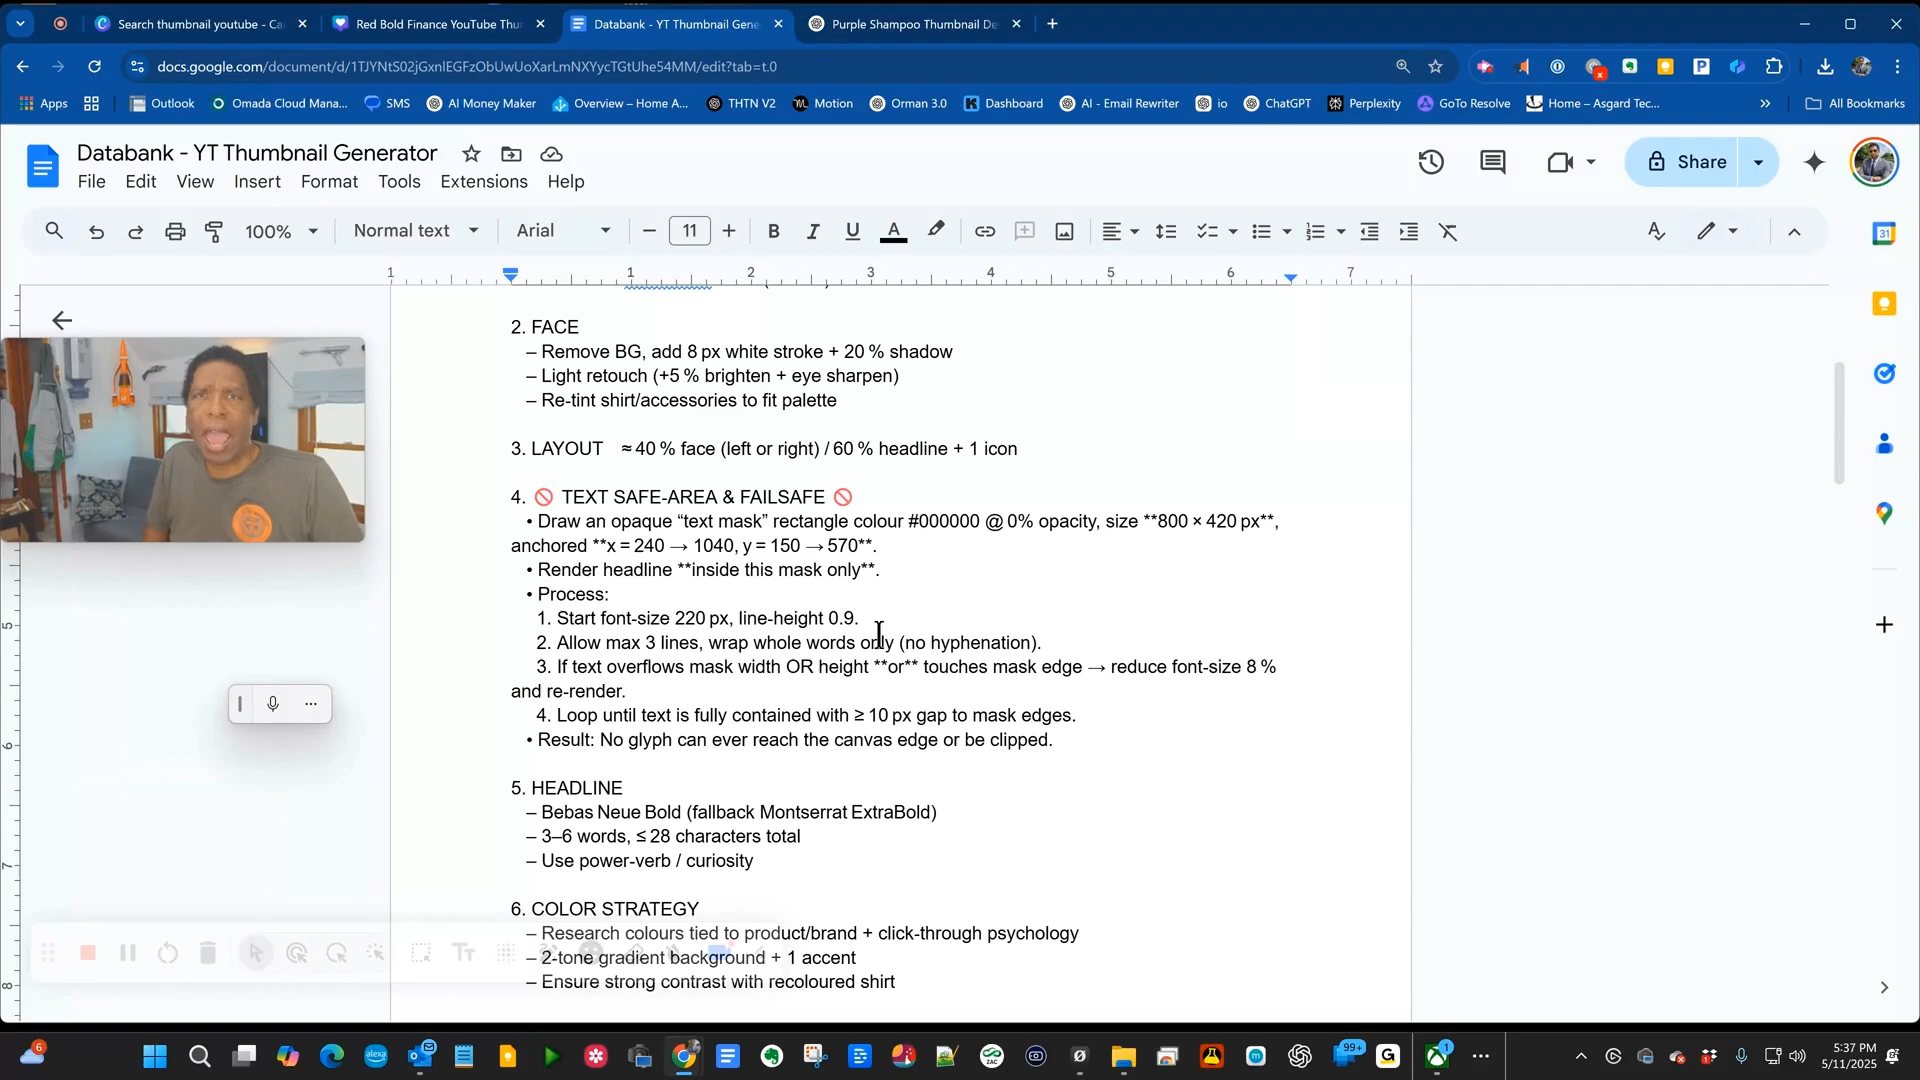 Search thumbnail youtube - Ca
Red Bold Finance YouTube Thu
Databank - YT Thumbnail Gene
Purple Shampoo Thumbnail De
docs.google.com/document/d/1TJYNtS02jGxnlEGFzObUwUoXarLmNXYycTGtUhe54MM/edit?tab=t.0
Apps
Outlook
Omada Cloud Mana...
SMS
AI Money Maker
Overview – Home A...
THTN V2
Motion
Orman 3.0
Dashboard
AI - Email Rewriter
io
ChatGPT
Perplexity
GoTo Resolve
Home – Asgard Tec...
All Bookmarks
Databank - YT Thumbnail Generator
Share
File Edit View Insert Format Tools Extensions Help
100% Normal text Arial 11
1 1 2 3 4 5 6 7
2. FACE
– Remove BG, add 8 px white stroke + 20 % shadow
– Light retouch (+5 % brighten + eye sharpen)
– Re-tint shirt/accessories to fit palette
3. LAYOUT ≈ 40 % face (left or right) / 60 % headline + 1 icon
4. 🚫 TEXT SAFE-AREA & FAILSAFE 🚫
• Draw an opaque “text mask” rectangle colour #000000 @ 0% opacity, size **800 × 420 px**,
anchored **x = 240 → 1040, y = 150 → 570**.
• Render headline **inside this mask only**.
• Process:
1. Start font-size 220 px, line-height 0.9.
2. Allow max 3 lines, wrap whole words only (no hyphenation).
3. If text overflows mask width OR height **or** touches mask edge → reduce font-size 8 %
and re-render.
4. Loop until text is fully contained with ≥ 10 px gap to mask edges.
• Result: No glyph can ever reach the canvas edge or be clipped.
5. HEADLINE
– Bebas Neue Bold (fallback Montserrat ExtraBold)
– 3–6 words, ≤ 28 characters total
– Use power-verb / curiosity
6. COLOR STRATEGY
– Research colours tied to product/brand + click-through psychology
– 2-tone gradient background + 1 accent
– Ensure strong contrast with recoloured shirt
5
6
7
8
5:37 PM
5/11/2025